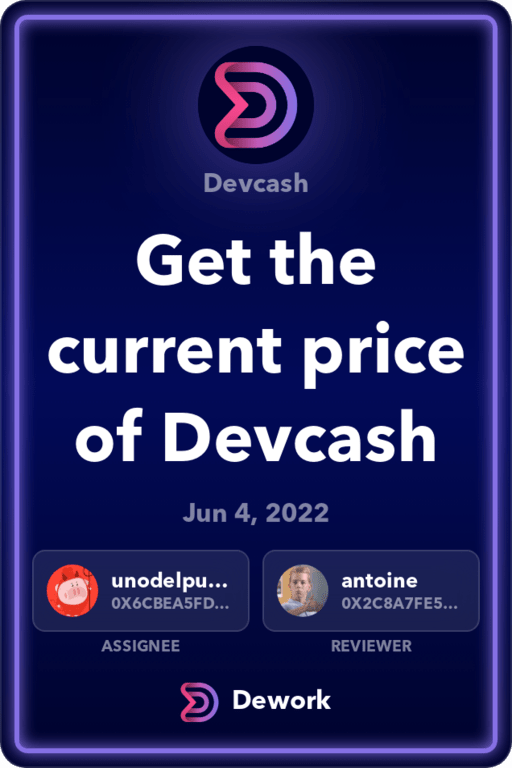 Devcash
Get the
current price
of Devcash
Jun 4, 2022
unodelpu...
0X6CBEA5FD...
ASSIGNEE
antoine
0X2C8A7FE5...
REVIEWER
Dework